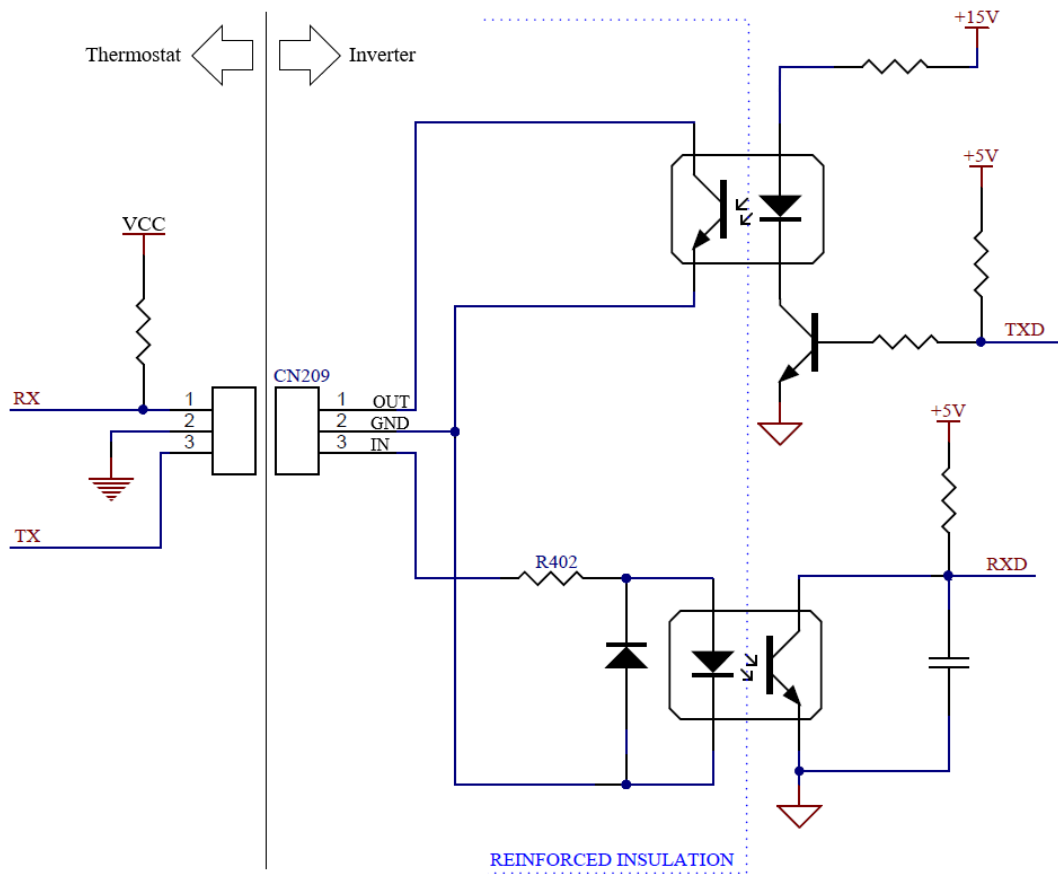 Thermostat
Inverter
+15V
+5V
VCC
TXD
CN209
RX
1
2
3
1
2
3
OUT
GND
IN
+5V
TX
R402
RXD
REINFORCED INSULATION